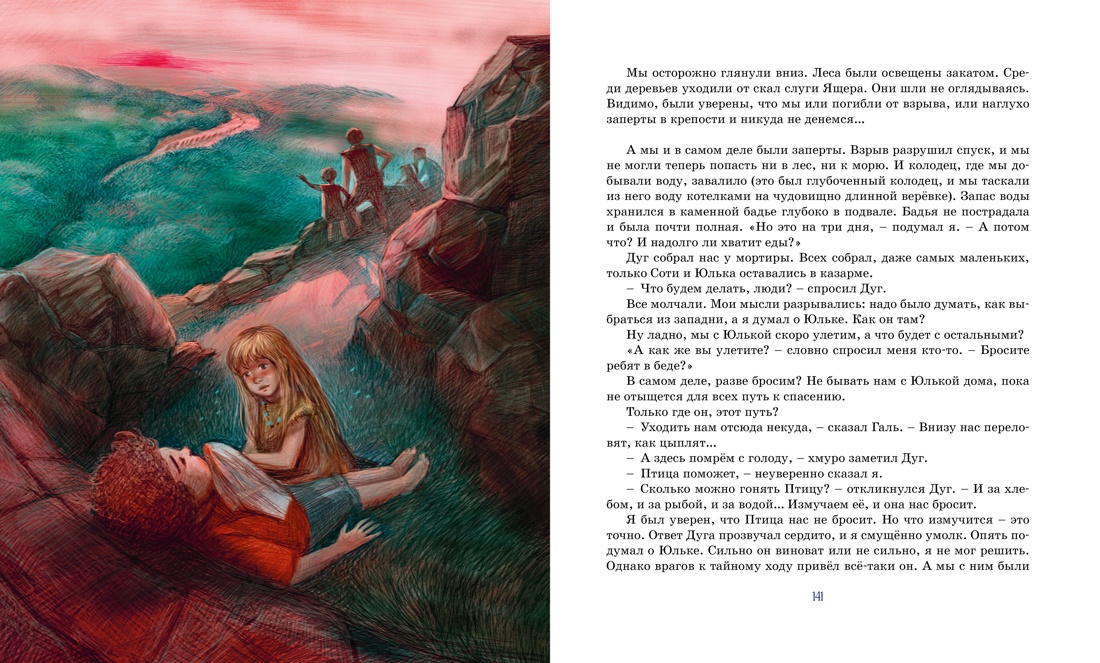 Мы осторожно глянули вниз. Леса были освещены закатом. Сре-
ди деревьев уходили от скал слуги Ящера. Они шли не оглядываясь.
Видимо, были уверены, что мы или погибли от взрыва, или наглухо
заперты в крепости и никуда не денемся...
А мы и в самом деле были заперты. Взрыв разрушил спуск, и мы
не могли теперь попасть ни в лес, ни к морю. И колодец, где мы до-
бывали воду, завалило (это был глубоченный колодец, и мы таскали
из него воду котелками на чудовищно длинной верёвке). Запас воды
хранился в каменной бадье глубоко в подвале. Бадья не пострадала
и была почти полная. «Но это на три дня, – подумал я. – А потом
что? И надолго ли хватит еды?»
Дуг собрал нас у мортиры. Всех собрал, даже самых маленьких,
только Соти и Юлька оставались в казарме.
– Что будем делать, люди? – спросил Дуг.
Все молчали. Мои мысли разрывались: надо было думать, как вы-
браться из западни, а я думал о Юльке. Как он там?
Ну ладно, мы с Юлькой скоро улетим, а что будет с остальными?
«А как же вы улетите? – словно спросил меня кто-то. – Бросите
ребят в беде?»
В самом деле, разве бросим? Не бывать нам с Юлькой дома, пока
не отыщется для всех путь к спасению.
Только где он, этот путь?
– Уходить нам отсюда некуда, – сказал Галь. – Внизу нас перело-
вят, как цыплят...
– А здесь помрём с голоду, – хмуро заметил Дуг.
– Птица поможет, – неуверенно сказал я.
– Сколько можно гонять Птицу? – откликнулся Дуг. – И за хле-
бом, и за рыбой, и за водой... Измучаем её, и она нас бросит.
Я был уверен, что Птица нас не бросит. Но что измучится – это
точно. Ответ Дуга прозвучал сердито, и я смущённо умолк. Опять по-
думал о Юльке. Сильно он виноват или не сильно, я не мог решить.
Однако врагов к тайному ходу привёл всё-таки он. А мы с ним были
141